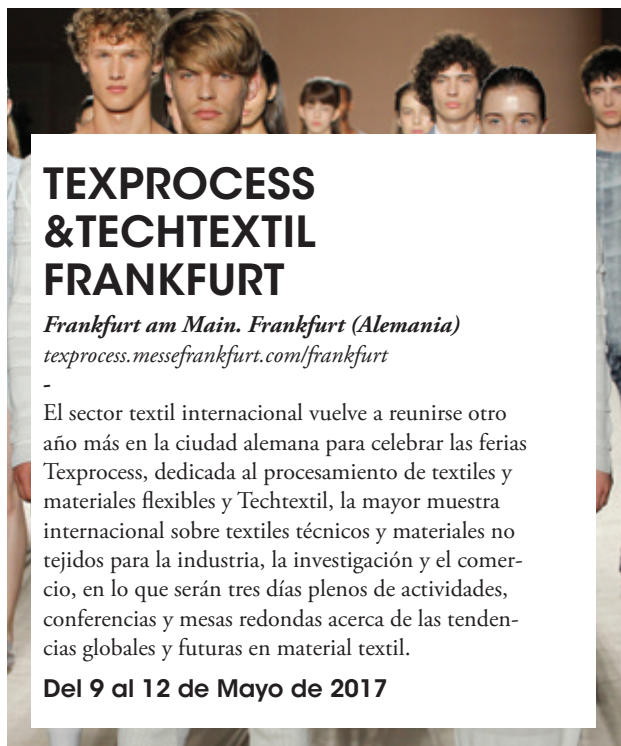 TEXPROCESS
&TECHTEXTIL
FRANKFURT
Frankfurt am Main. Frankfurt (Alemania)
texprocess.messefrankfurt.com/frankfurt
-
El sector textil internacional vuelve a reunirse otro
año más en la ciudad alemana para celebrar las ferias
Texprocess, dedicada al procesamiento de textiles y
materiales flexibles y Techtextil, la mayor muestra
internacional sobre textiles técnicos y materiales no
tejidos para la industria, la investigación y el comer-
cio, en lo que serán tres días plenos de actividades,
conferencias y mesas redondas acerca de las tenden-
cias globales y futuras en material textil.
Del 9 al 12 de Mayo de 2017